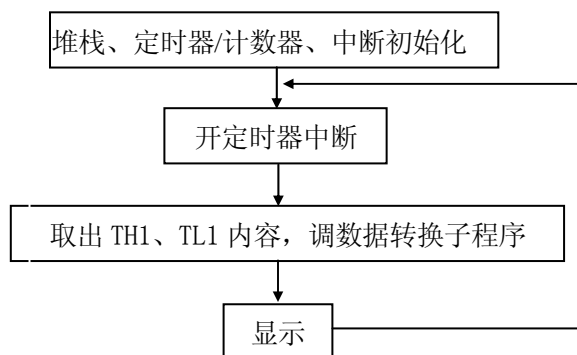 堆栈、定时器/计数器、中断初始化
开定时器中断
取出 TH1、TL1 内容，调数据转换子程序
显示